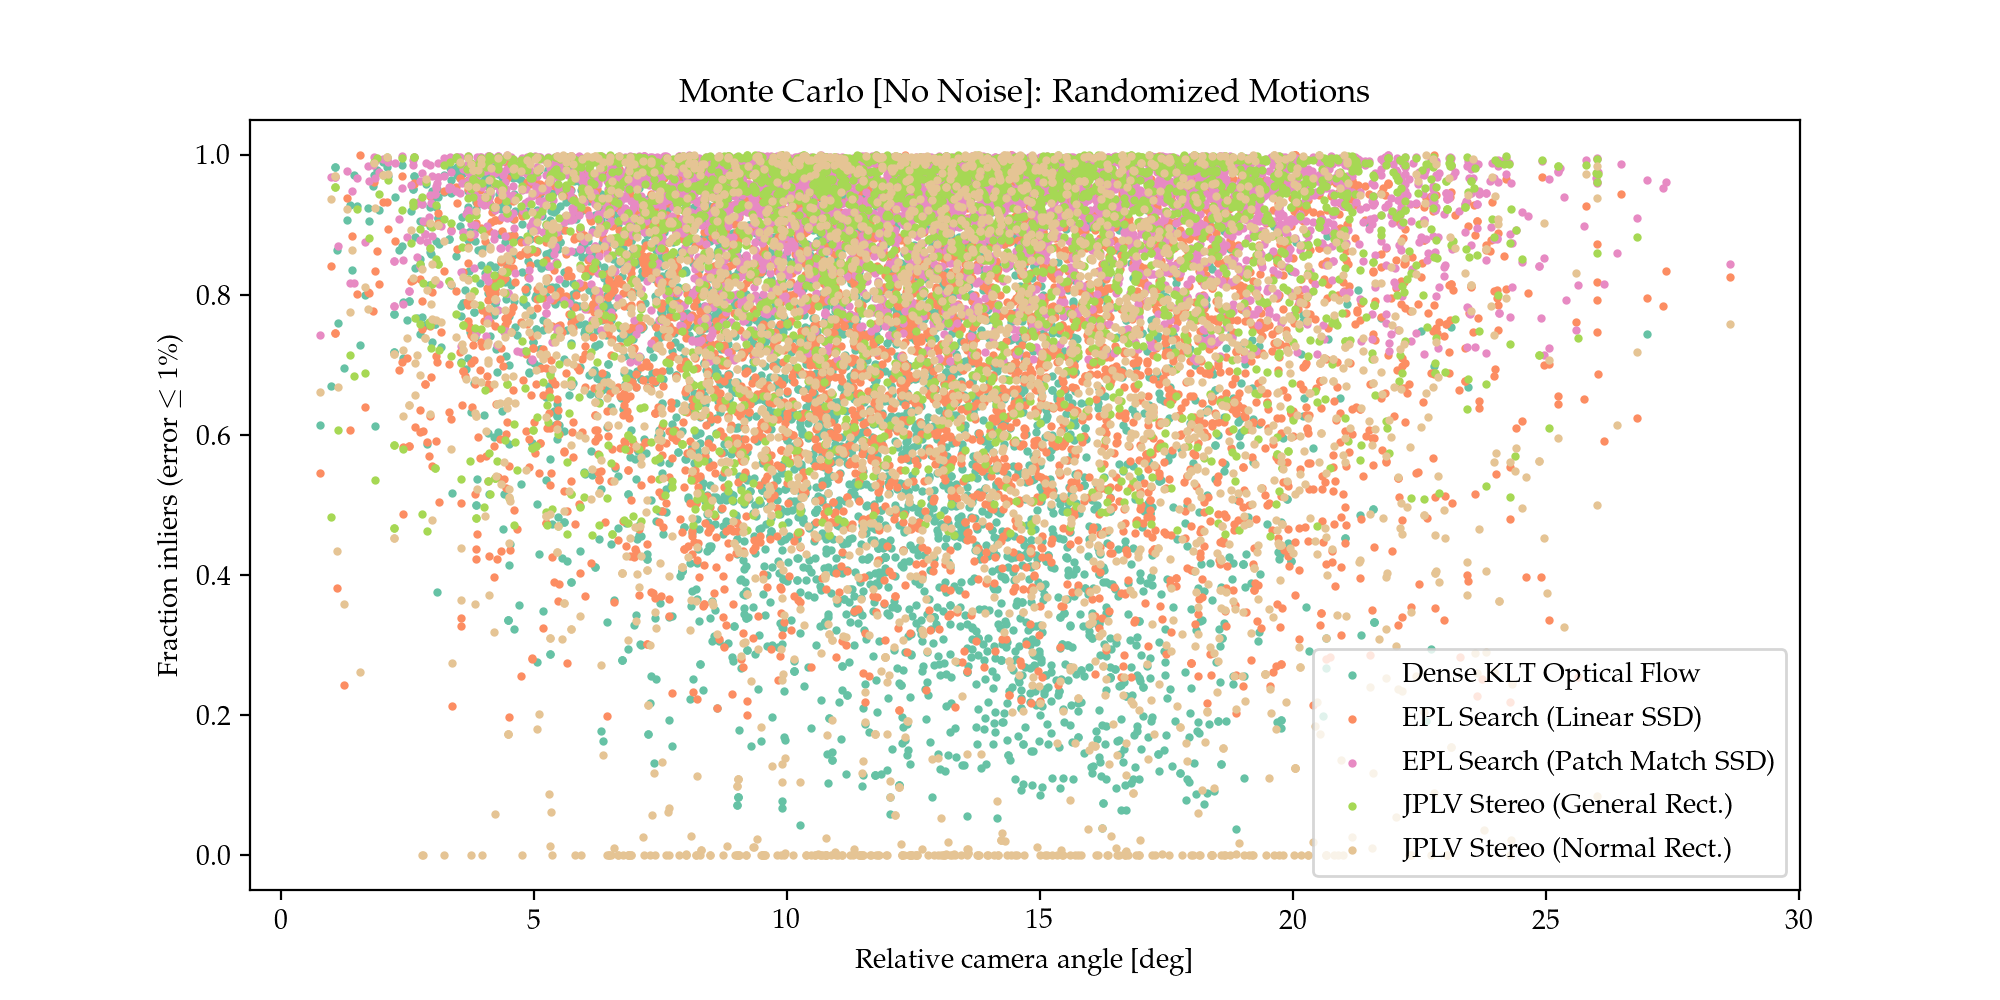 Monte Carlo [No Noise]: Randomized Motions
1.0
0.8
0.6
0.4
0.2
0.0
Fraction inliers (error ≤ 1%)
Dense KLT Optical Flow
EPL Search (Linear SSD)
EPL Search (Patch Match SSD)
JPLV Stereo (General Rect.)
JPLV Stereo (Normal Rect.)
0 5 10 15 20 25 30
Relative camera angle [deg]